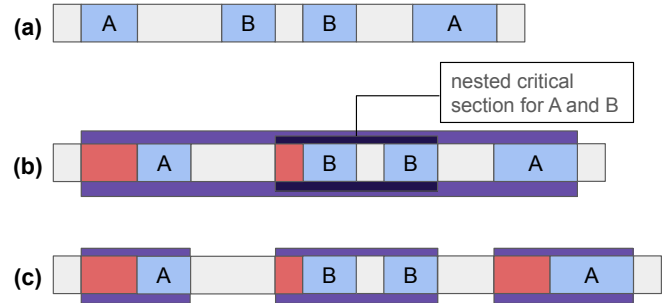 (a) A B B A
nested critical
section for A and B
(b) A B B A
(c) A B B A